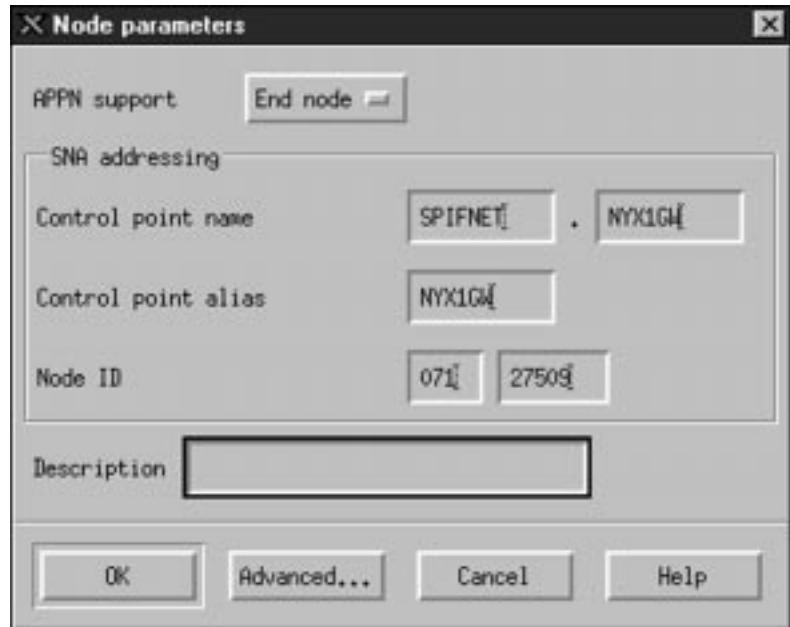 Node parameters
APPN support End node
SNA addressing
Control point name SPIFNET . NYX1GW
Control point alias NYX1GW
Node ID 071 27509
Description
OK Advanced... Cancel Help